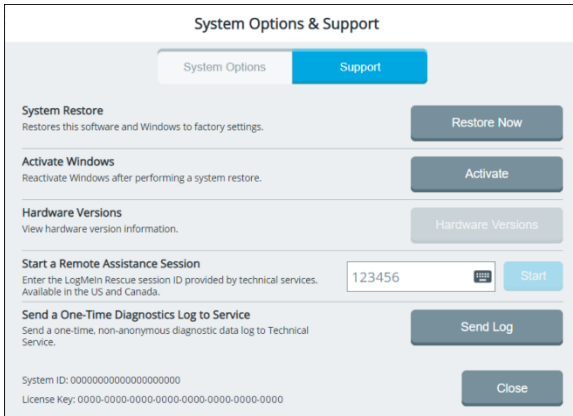 System Options & Support
System Options
Support
System Restore
Restores this software and Windows to factory settings.
Restore Now
Activate Windows
Reactivate Windows after performing a system restore.
Activate
Hardware Versions
View hardware version information.
Hardware Versions
Start a Remote Assistance Session
Enter the LogMeIn Rescue session ID provided by technical services.
Available in the US and Canada.
123456
Start
Send a One-Time Diagnostics Log to Service
Send a one-time, non-anonymous diagnostic data log to Technical
Service.
Send Log
System ID: 00000000000000000000
License Key: 0000-0000-0000-0000-0000-0000-0000-0000
Close